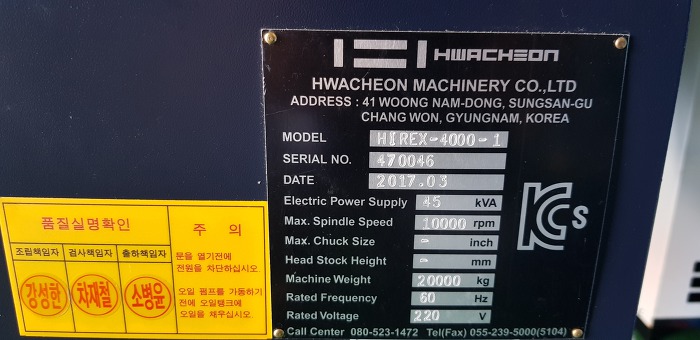 HWACHEON
HWACHEON MACHINERY CO.,LTD
ADDRESS : 41 WOONG NAM-DONG, SUNGSAN-GU
CHANG WON, GYUNGNAM, KOREA
MODEL HIREX-4000-1
SERIAL NO. 470046
DATE 2017.03
Electric Power Supply 45 kVA
Max. Spindle Speed 10000 rpm
Max. Chuck Size - inch
Head Stock Height - mm
Machine Weight 20000 kg
Rated Frequency 60 Hz
Rated Voltage 220 V
Call Center 080-523-1472 Tel(Fax) 055-239-5000(5104)
KCs
품질실명확인
조립책임자 검사책임자 출하책임자
강성한 차재철 소병윤
주 의
문을 열기전에
전원을 차단하십시오.
오일 펌프를 가동하기
전에 오일탱크에
오일을 채우십시오.